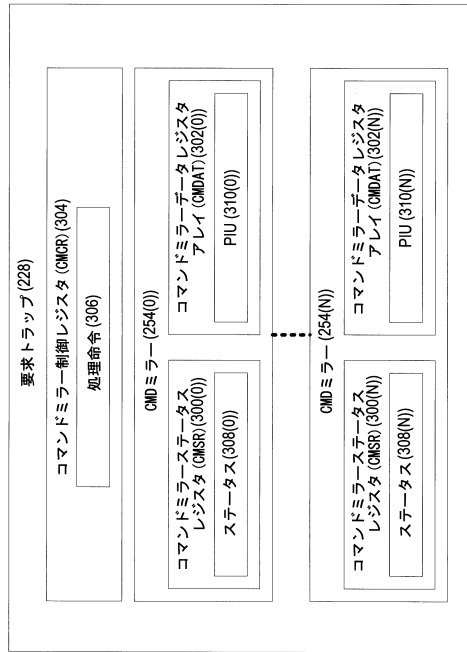 要求トラップ(228)
コマンドミラー制御レジスタ(CMCR)(304)
処理命令(306)
CMDミラー(254(0))
コマンドミラーステータス
レジスタ(CMSR)(300(0))
ステータス(308(0))
コマンドミラーデータレジスタ
アレイ(CMDAT)(302(0))
PIU(310(0))
CMDミラー(254(N))
コマンドミラーステータス
レジスタ(CMSR)(300(N))
ステータス(308(N))
コマンドミラーデータレジスタ
アレイ(CMDAT)(302(N))
PIU(310(N))